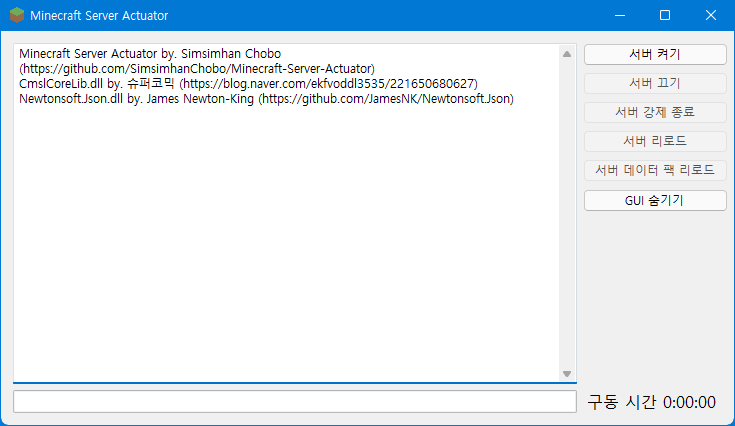 Minecraft Server Actuator
Minecraft Server Actuator by. Simsimhan Chobo
(https://github.com/SimsimhanChobo/Minecraft-Server-Actuator)
CmslCoreLib.dll by. 슈퍼코믹 (https://blog.naver.com/ekfvoddl3535/221650680627)
Newtonsoft.Json.dll by. James Newton-King (https://github.com/JamesNK/Newtonsoft.Json)
서버 켜기
서버 끄기
서버 강제 종료
서버 리로드
서버 데이터 팩 리로드
GUI 숨기기
구동 시간 0:00:00